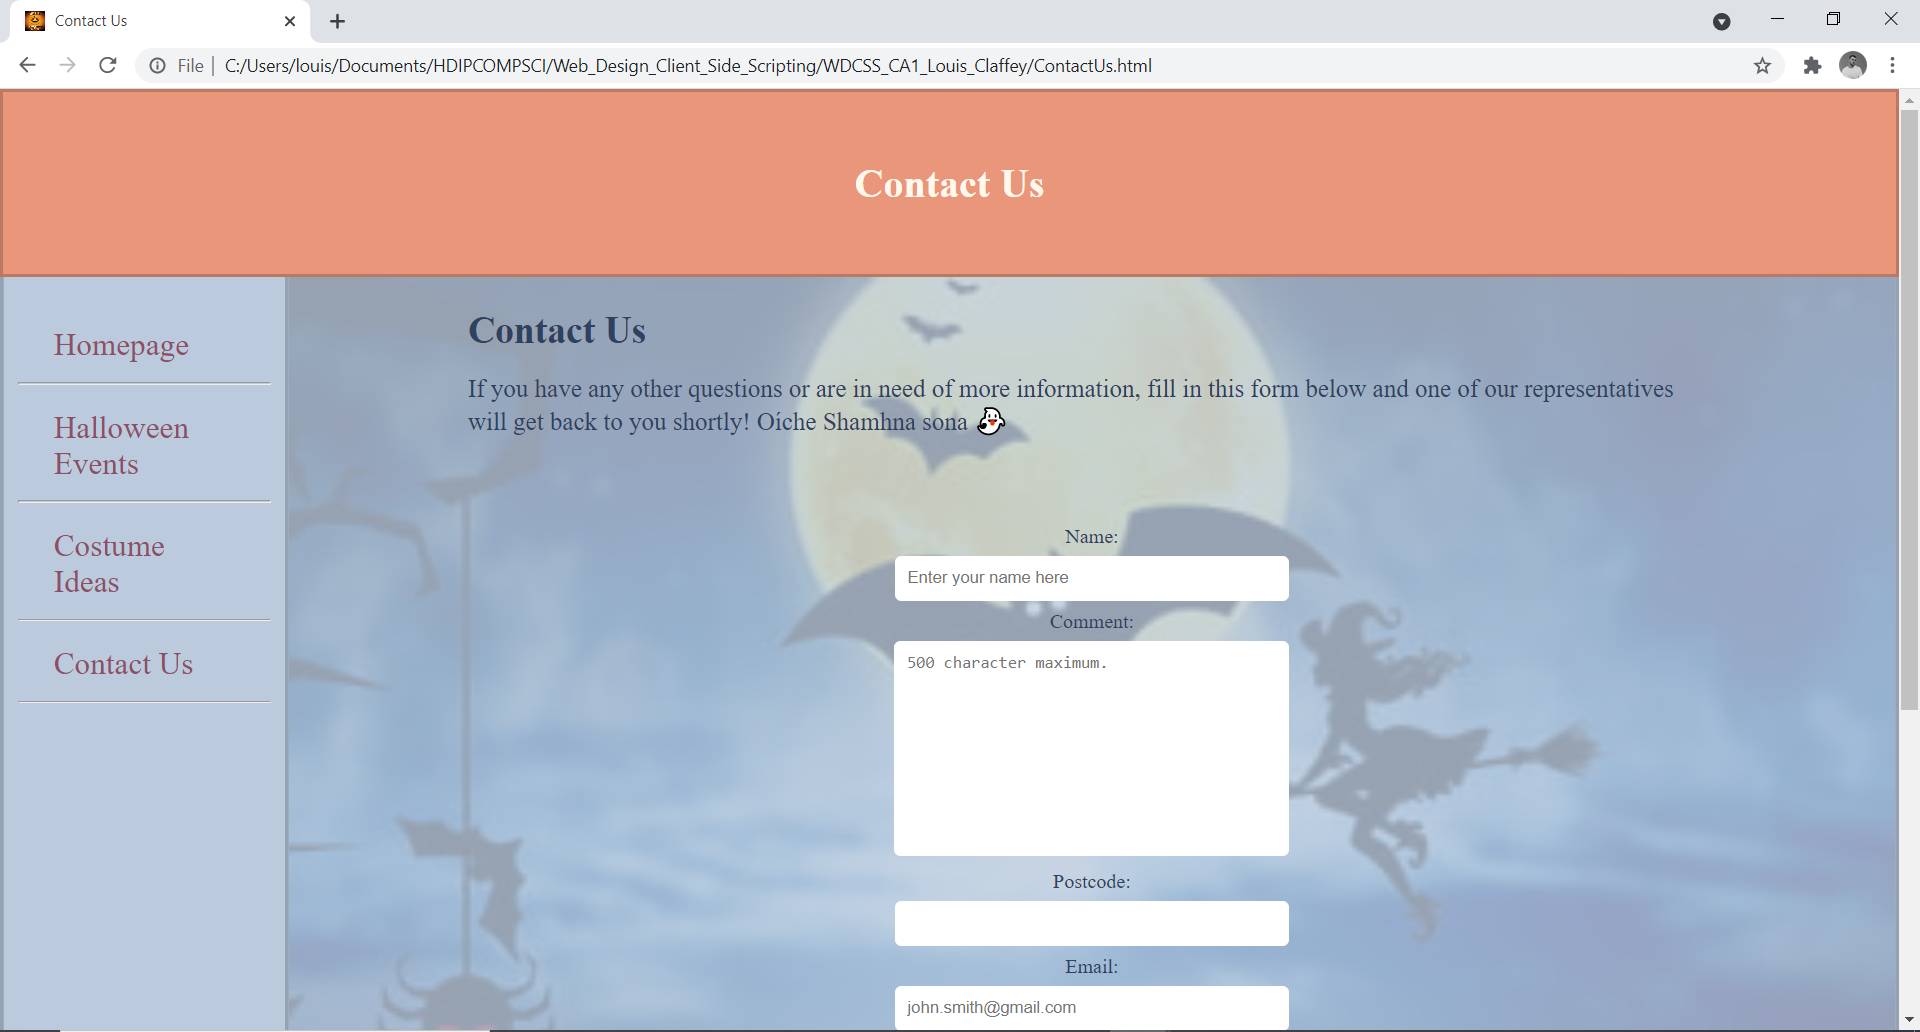 Contact Us
File
C:/Users/louis/Documents/HDIPCOMPSCI/Web_Design_Client_Side_Scripting/WDCSS_CA1_Louis_Claffey/ContactUs.html
Contact Us
Homepage
Halloween
Events
Costume
Ideas
Contact Us
Contact Us
If you have any other questions or are in need of more information, fill in this form below and one of our representatives
will get back to you shortly! Oíche Shamhna sona 👻
Name:
Enter your name here
Comment:
500 character maximum.
Postcode:
Email:
john.smith@gmail.com